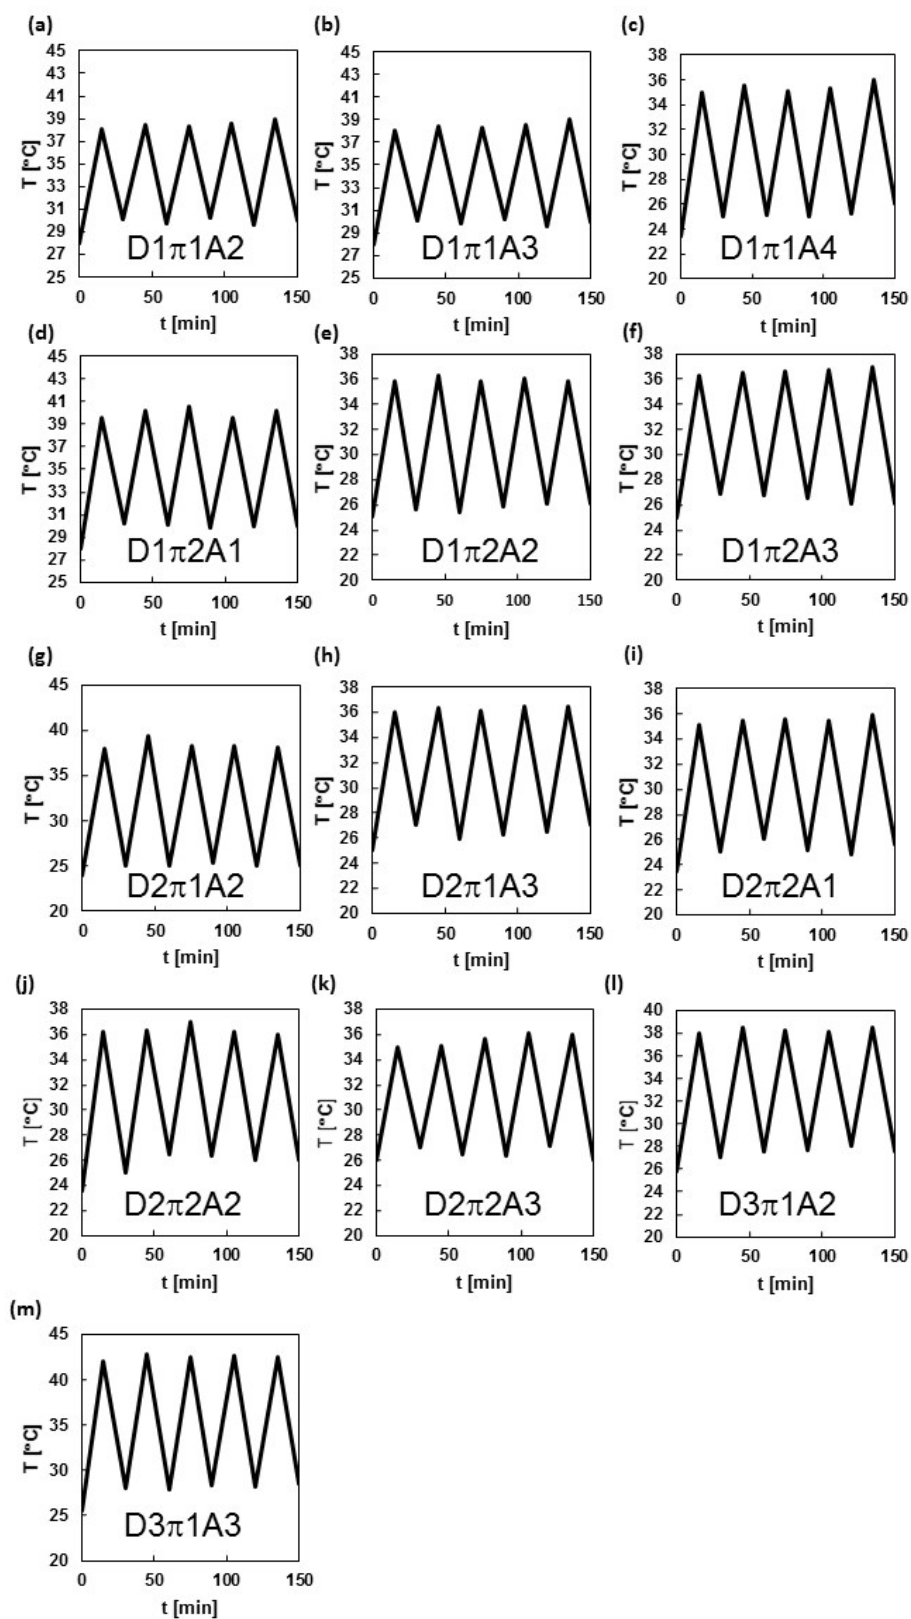 (a)
45
43
41
39
37
35
33
31
29
27
25
T [°C]
D1π1A2
0 50 100 150
t [min]
(b)
45
43
41
39
37
35
33
31
29
27
25
T [°C]
D1π1A3
0 50 100 150
t [min]
(c)
38
36
34
32
30
28
26
24
22
20
T [°C]
D1π1A4
0 50 100 150
t [min]
(d)
45
43
41
39
37
35
33
31
29
27
25
T [°C]
D1π2A1
0 50 100 150
t [min]
(e)
38
36
34
32
30
28
26
24
22
20
T [°C]
D1π2A2
0 50 100 150
t [min]
(f)
38
36
34
32
30
28
26
24
22
20
T [°C]
D1π2A3
0 50 100 150
t [min]
(g)
45
40
35
30
25
20
T [°C]
D2π1A2
0 50 100 150
t [min]
(h)
38
36
34
32
30
28
26
24
22
20
T [°C]
D2π1A3
0 50 100 150
t [min]
(i)
38
36
34
32
30
28
26
24
22
20
T [°C]
D2π2A1
0 50 100 150
t [min]
(j)
38
36
34
32
30
28
26
24
22
20
T [°C]
D2π2A2
0 50 100 150
t [min]
(k)
38
36
34
32
30
28
26
24
22
20
T [°C]
D2π2A3
0 50 100 150
t [min]
(l)
40
38
36
34
32
30
28
26
24
22
20
T [°C]
D3π1A2
0 50 100 150
t [min]
(m)
45
40
35
30
25
20
T [°C]
D3π1A3
0 50 100 150
t [min]